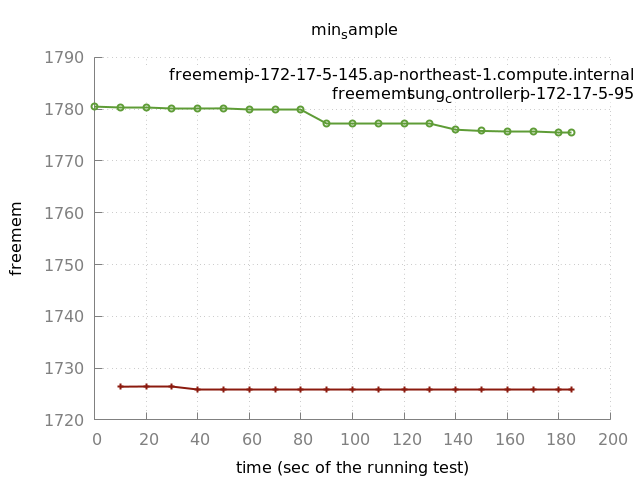 min_sample
freemem_ip-172-17-5-145.ap-northeast-1.compute.internal
freemem_tsung_controller_ip-172-17-5-95
1790
1780
1770
1760
1750
1740
1730
1720
freemem
0 20 40 60 80 100 120 140 160 180 200
time (sec of the running test)